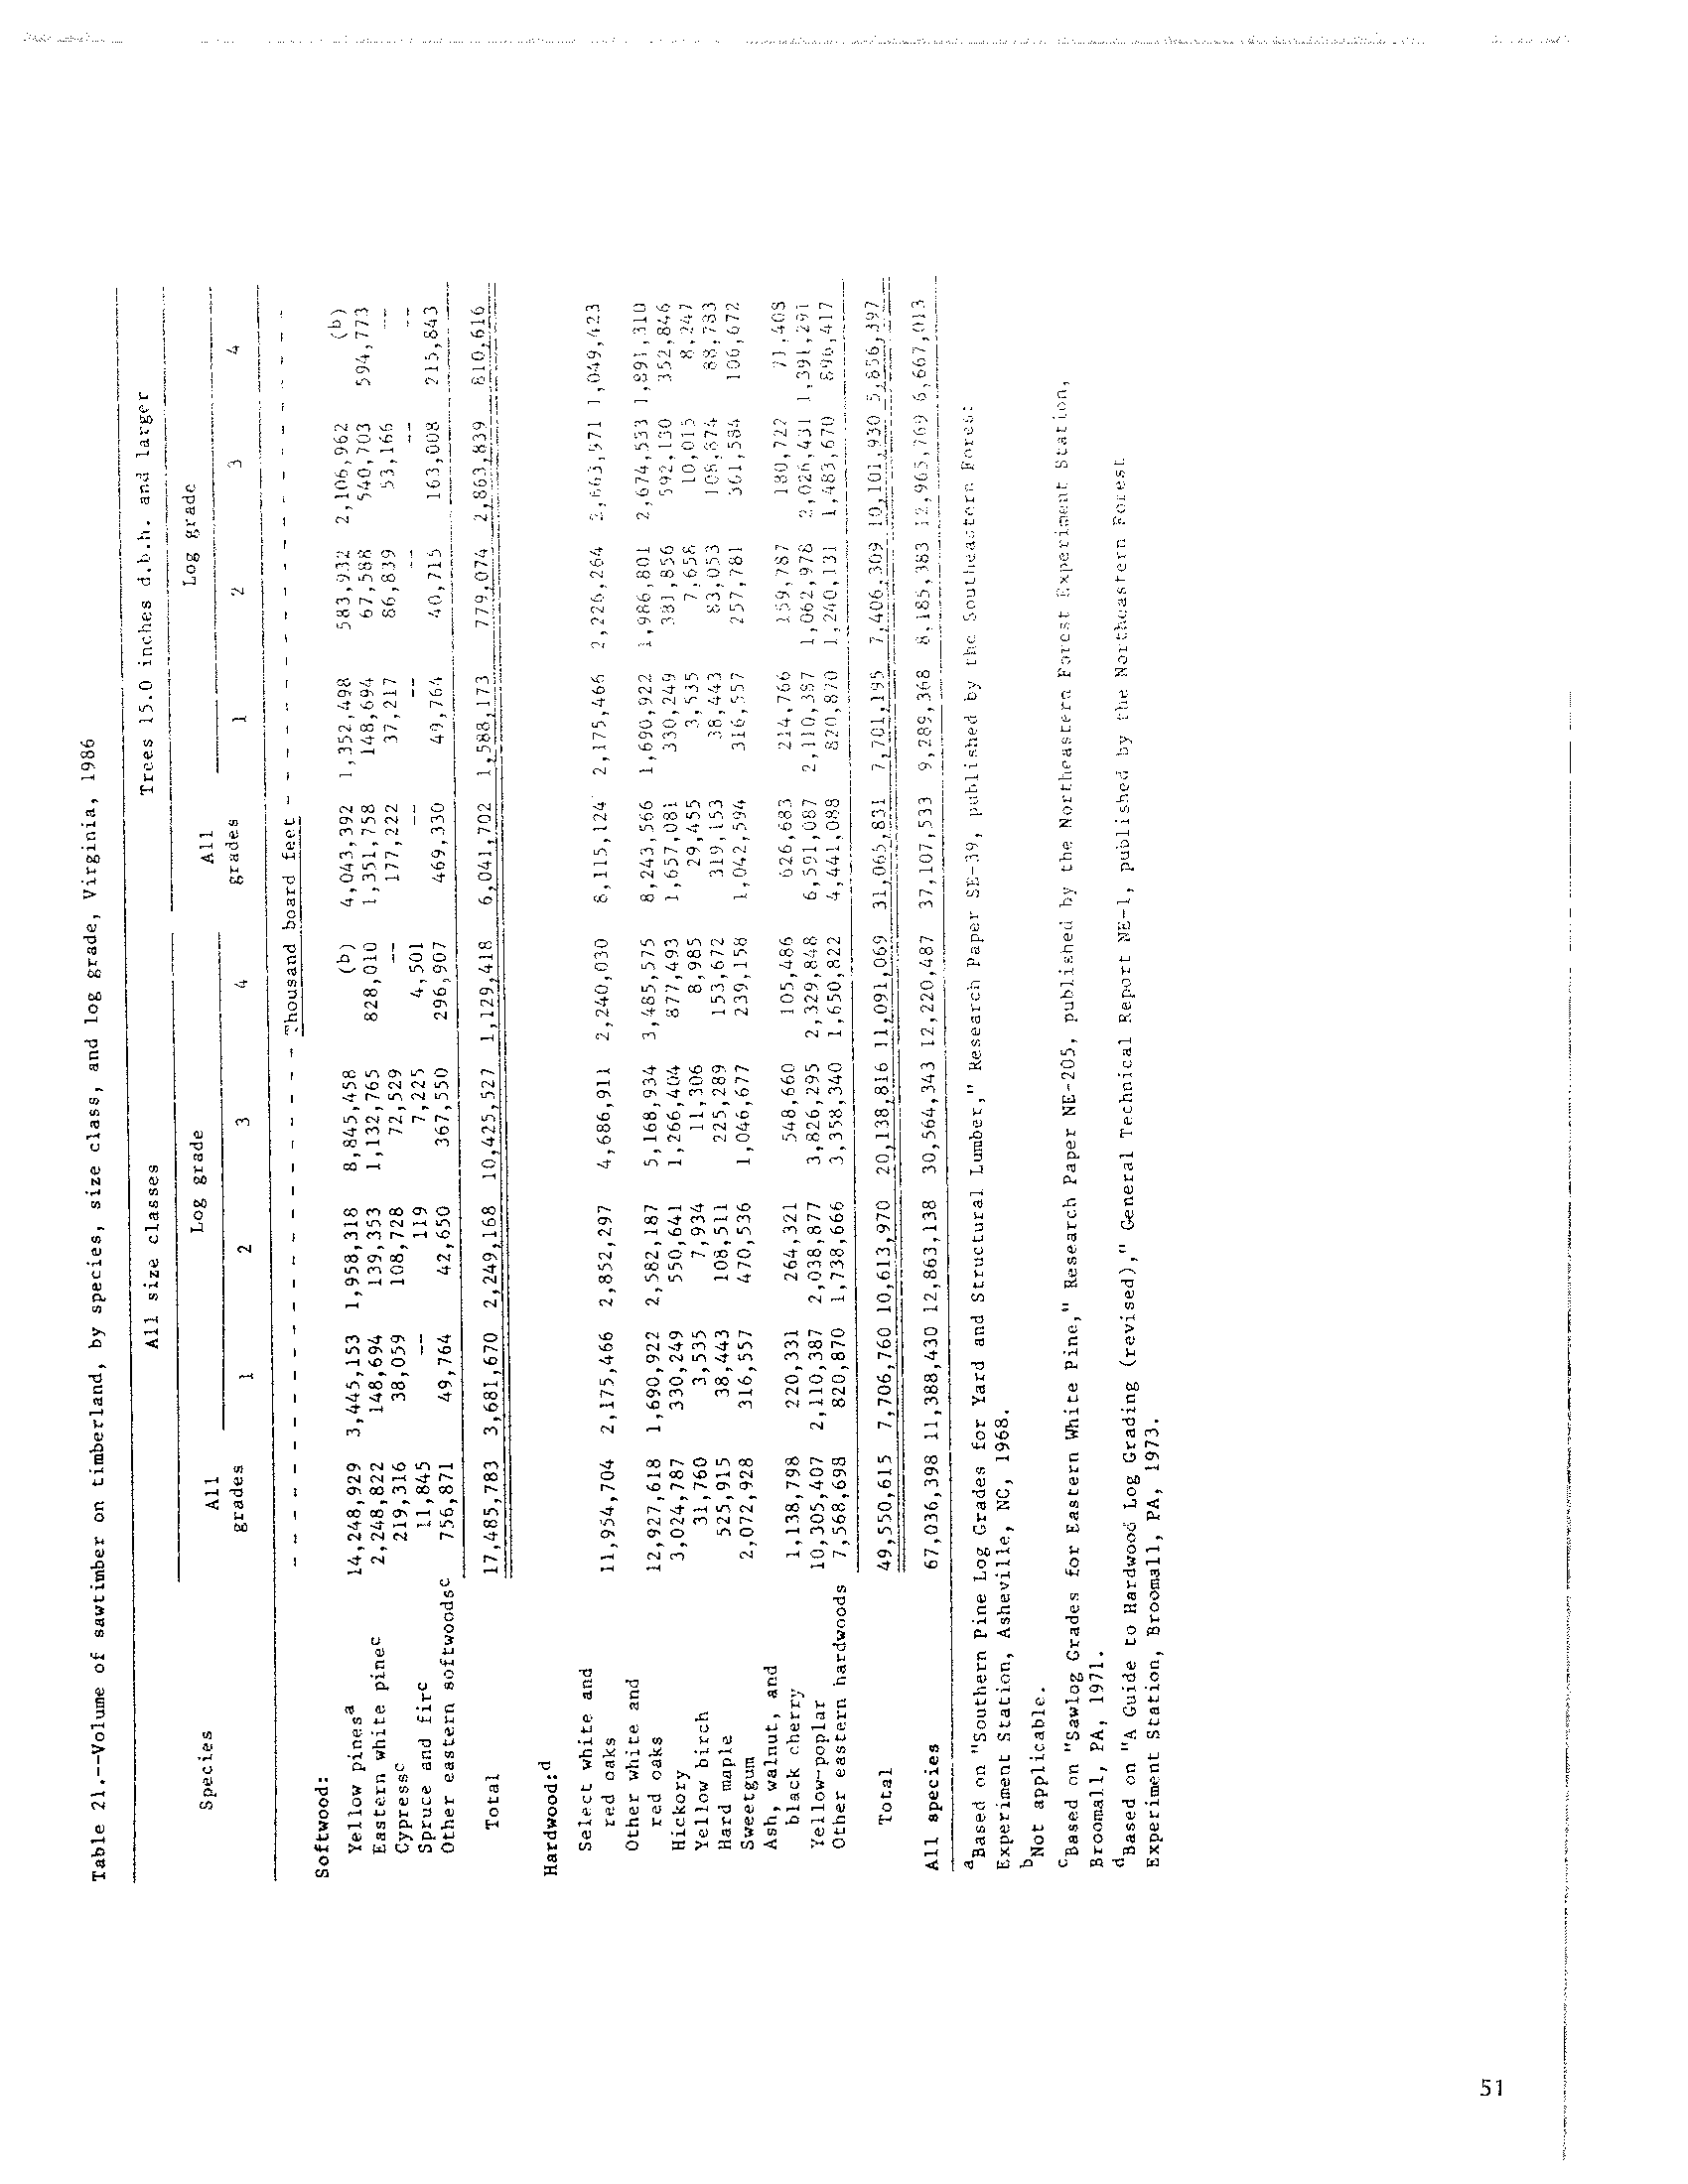 Table 21.--Volume of sawtimber on timberland, by species, size class, and log grade, Virginia, 1986
All size classes Trees 15.0 inches d.b.h. and larger
Species All grades Log grade All grades Log grade
1 2 3 4 1 2 3 4
- - - - - - - - - - - - - - - Thousand board feet - - - - - - - - - - - - - - -
Softwood:
Yellow pines^a 14,248,929 3,445,153 1,958,318 8,845,458 (b) 4,043,392 1,352,498 583,932 2,106,962 (b)
Eastern white pine^c 2,248,822 148,694 139,353 1,132,765 828,010 1,351,758 148,694 67,588 540,703 594,773
Cypress^c 219,316 38,059 108,728 72,529 -- 177,222 37,217 86,839 53,166 --
Spruce and fir^c 11,845 -- 119 7,225 4,501 -- -- -- -- --
Other eastern softwoods^c 756,871 49,764 42,650 367,550 296,907 469,330 49,764 40,715 163,008 215,843
Total 17,485,783 3,681,670 2,249,168 10,425,527 1,129,418 6,041,702 1,588,173 779,074 2,863,839 810,616
Hardwood:^d
Select white and
red oaks 11,954,704 2,175,466 2,852,297 4,686,911 2,240,030 8,115,124 2,175,466 2,226,264 2,663,971 1,049,423
Other white and
red oaks 12,927,618 1,690,922 2,582,187 5,168,934 3,485,575 8,243,566 1,690,922 1,986,801 2,674,533 1,891,310
Hickory 3,024,787 330,249 550,641 1,266,404 877,493 1,657,081 330,249 381,856 592,130 352,846
Yellow birch 31,760 3,535 7,934 11,306 8,985 29,455 3,535 7,658 10,015 8,247
Hard maple 525,915 38,443 108,511 225,289 153,672 319,153 38,443 83,053 108,874 88,783
Sweetgum 2,072,928 316,557 470,536 1,046,677 239,158 1,042,594 316,557 257,781 361,584 106,672
Ash, walnut, and
black cherry 1,138,798 220,331 264,321 548,660 105,486 626,683 214,766 159,787 180,722 71,408
Yellow-poplar 10,305,407 2,110,387 2,038,877 3,826,295 2,329,848 6,591,087 2,110,387 1,062,978 2,026,431 1,391,291
Other eastern hardwoods 7,568,698 820,870 1,738,666 3,358,340 1,650,822 4,441,088 820,870 1,240,131 1,483,670 896,417
Total 49,550,615 7,706,760 10,613,970 20,138,816 11,091,069 31,065,831 7,701,195 7,406,309 10,101,930 5,856,397
All species 67,036,398 11,388,430 12,863,138 30,564,343 12,220,487 37,107,533 9,289,368 8,185,383 12,965,769 6,667,013
^aBased on "Southern Pine Log Grades for Yard and Structural Lumber," Research Paper SE-39, published by the Southeastern Forest
Experiment Station, Asheville, NC, 1968.
^bNot applicable.
^cBased on "Sawlog Grades for Eastern White Pine," Research Paper NE-205, published by the Northeastern Forest Experiment Station,
Broomall, PA, 1971.
^dBased on "A Guide to Hardwood Log Grading (revised)," General Technical Report NE-1, published by the Northeastern Forest
Experiment Station, Broomall, PA, 1973.
51